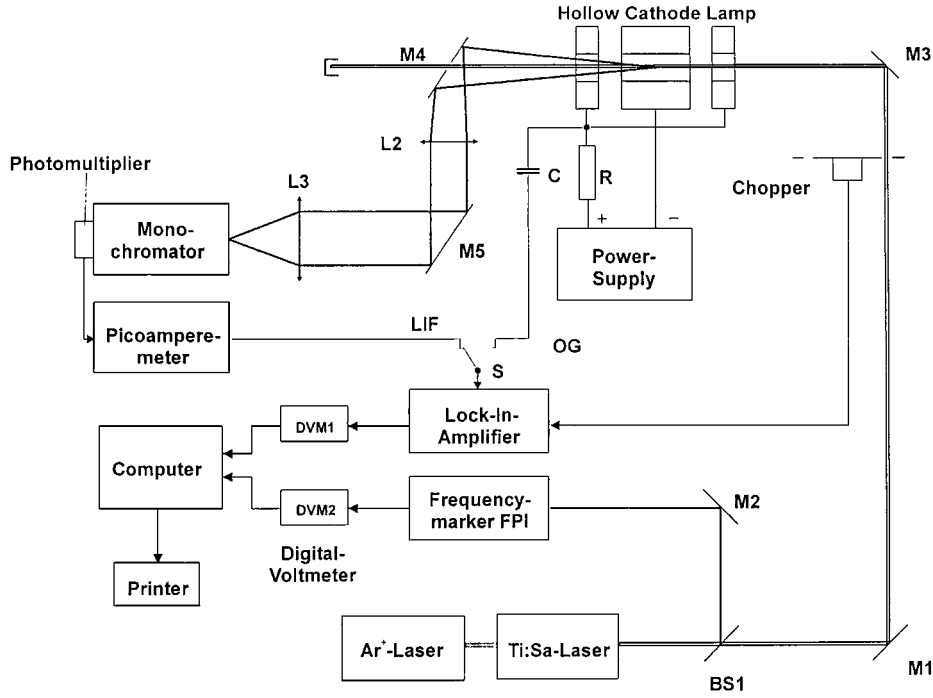 Hollow Cathode Lamp
M4
M3
L2
C
R
Chopper
Photomultiplier
L3
+
−
Mono-
chromator
M5
Power-
Supply
Picoampere-
meter
LIF
OG
S
Lock-In-
Amplifier
DVM1
Computer
Frequency-
marker FPI
M2
DVM2
Digital-
Voltmeter
Printer
Ar⁺-Laser
Ti:Sa-Laser
BS1
M1